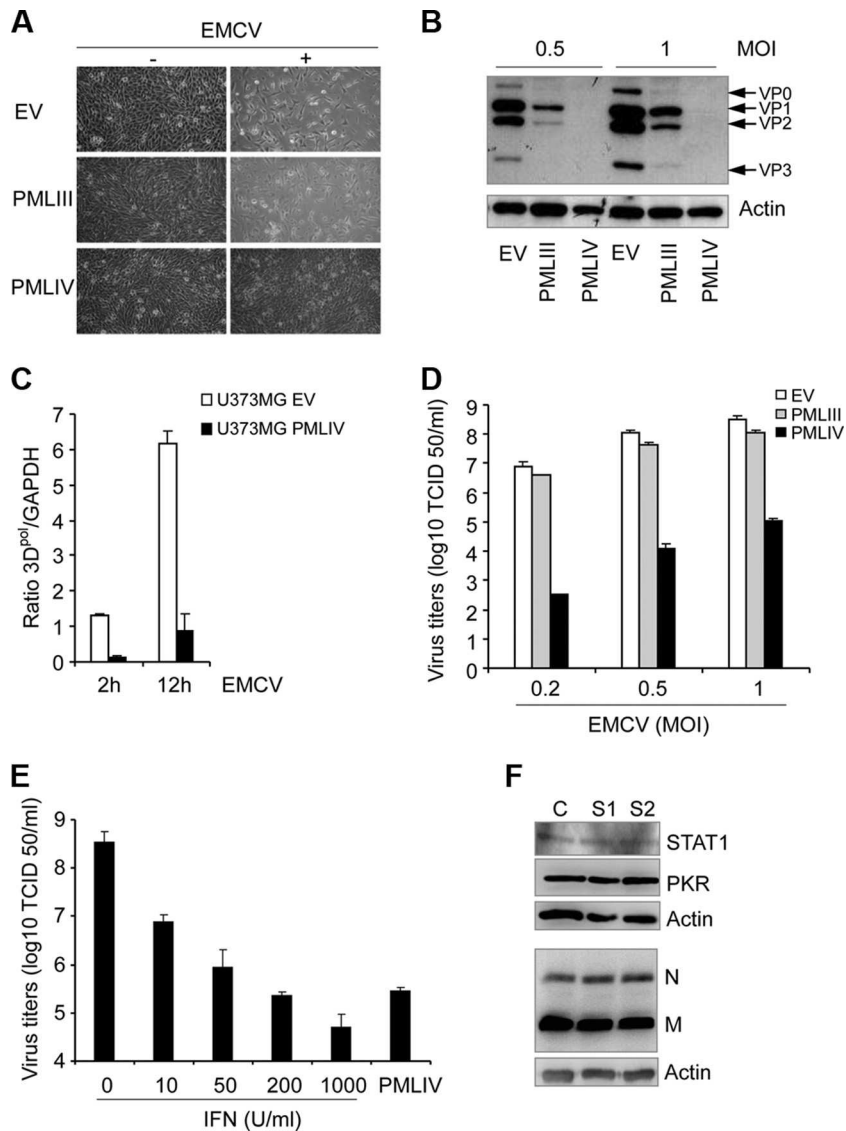 A
EMCV
- +
EV
PMLIII
PMLIV
B
0.5 1 MOI
VP0
VP1
VP2
VP3
Actin
EV PMLIII PMLIV EV PMLIII PMLIV
C
U373MG EV
U373MG PMLIV
Ratio 3Dpol/GAPDH
7
6
5
4
3
2
1
0
2h 12h EMCV
D
EV
PMLIII
PMLIV
Virus titers (log10 TCID 50/ml)
9
8
7
6
5
4
3
2
1
0
0.2 0.5 1
EMCV (MOI)
E
Virus titers (log10 TCID 50/ml)
9
8
7
6
5
4
0 10 50 200 1000 PMLIV
IFN (U/ml)
F
C S1 S2
STAT1
PKR
Actin
N
M
Actin